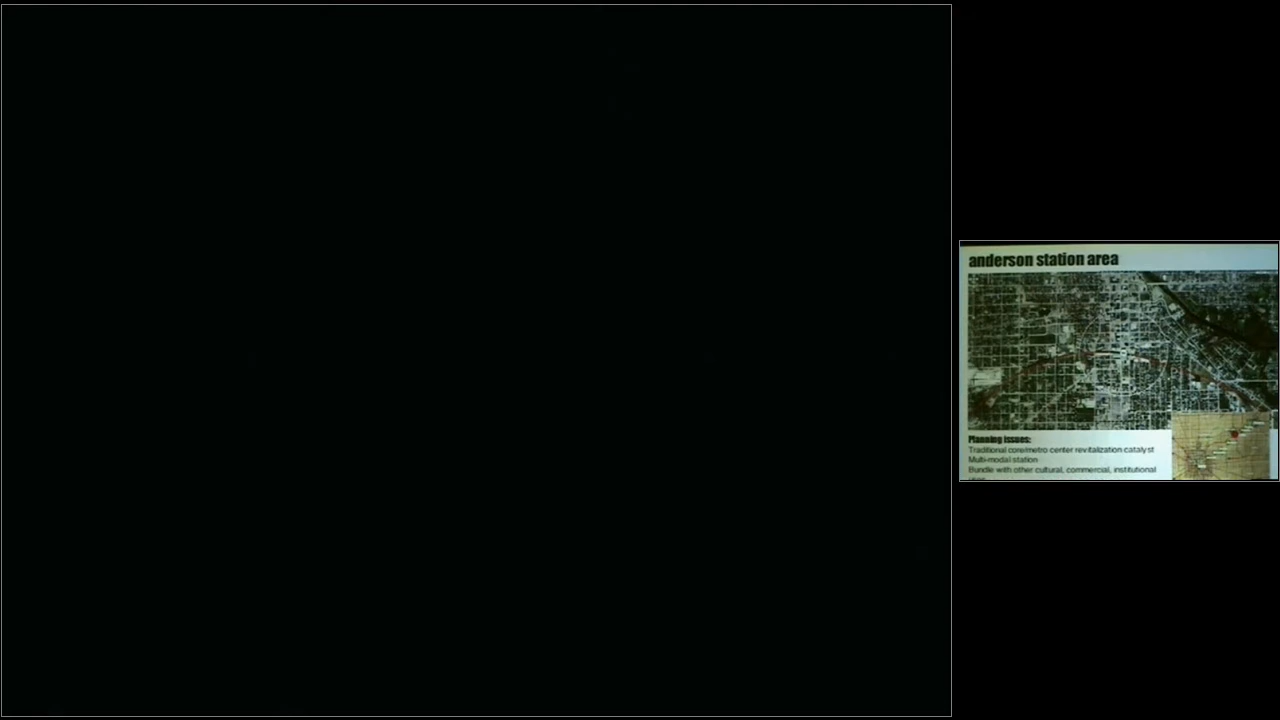 anderson station area
Planning issues:
Traditional core/metro center revitalization catalyst
Multi-modal station
Bundle with other cultural, commercial, institutional